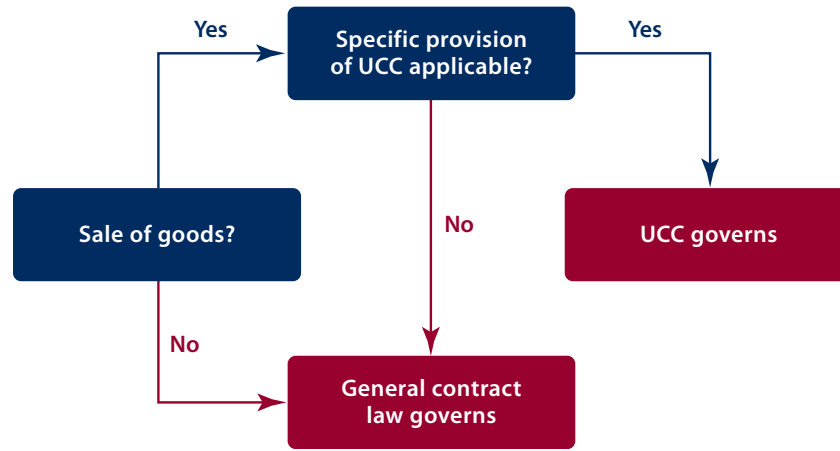 Yes
Specific provision
of UCC applicable?
Yes
Sale of goods?
No
UCC governs
No
General contract
law governs